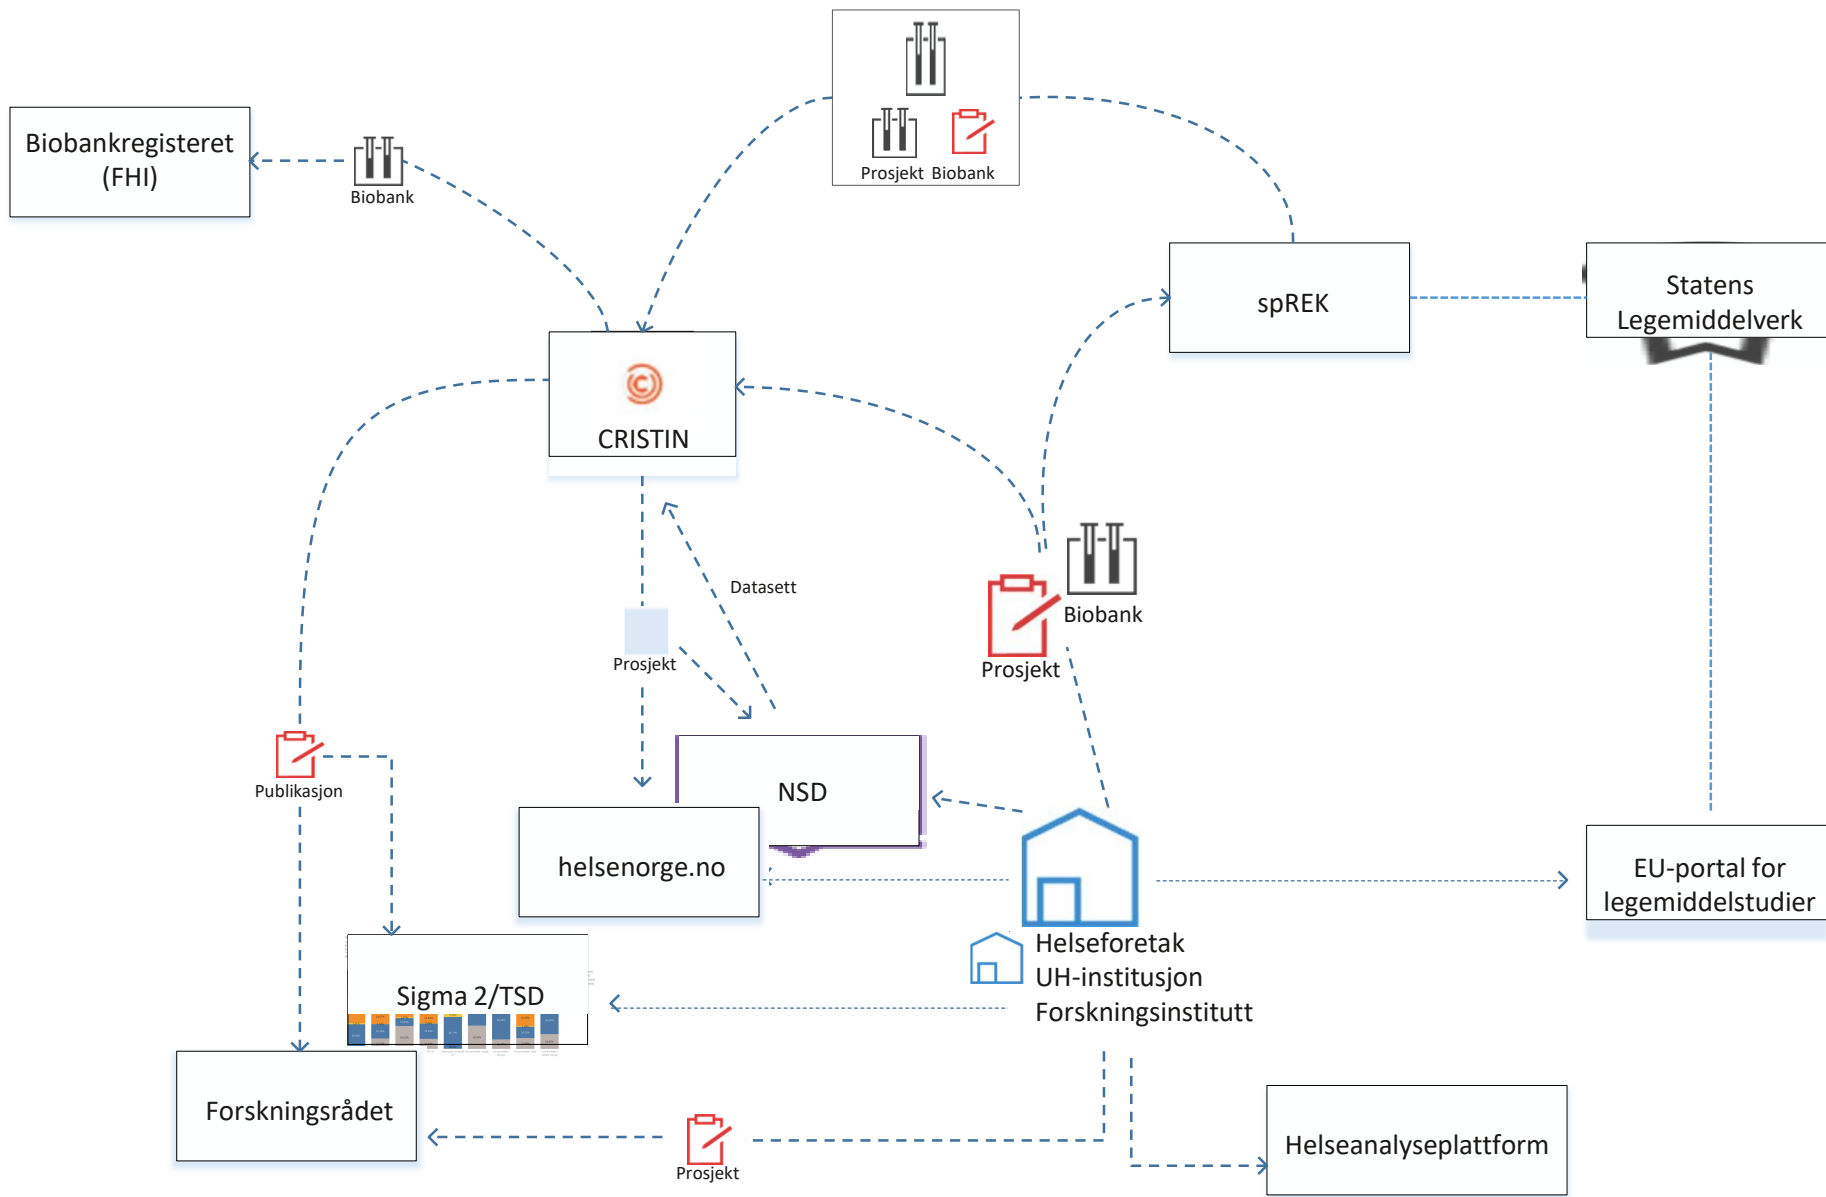 Prosjekt Biobank
Biobankregisteret
(FHI)
Biobank
spREK
Statens
Legemiddelverk
CRISTIN
Datasett
Biobank
Prosjekt
Prosjekt
Publikasjon
NSD
helsenorge.no
EU-portal for
legemiddelstudier
Helseforetak
UH-institusjon
Forskningsinstitutt
Sigma 2/TSD
Forskningsrådet
Prosjekt
Helseanalyseplattform